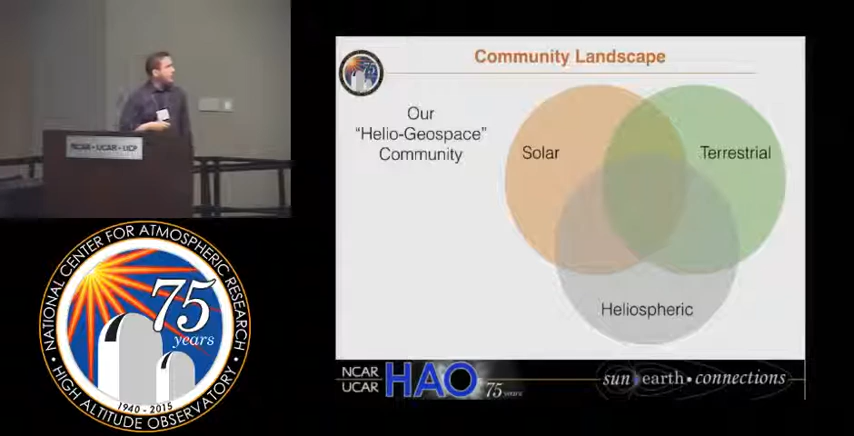 Community Landscape
Our
"Helio-Geospace"
Community
Solar
Terrestrial
Heliospheric
NCAR • UCAR • UCP
NATIONAL CENTER FOR ATMOSPHERIC RESEARCH
75
years
1940 - 2015
HIGH ALTITUDE OBSERVATORY
NCAR
UCAR
HAO
75 years
sun earth • connections